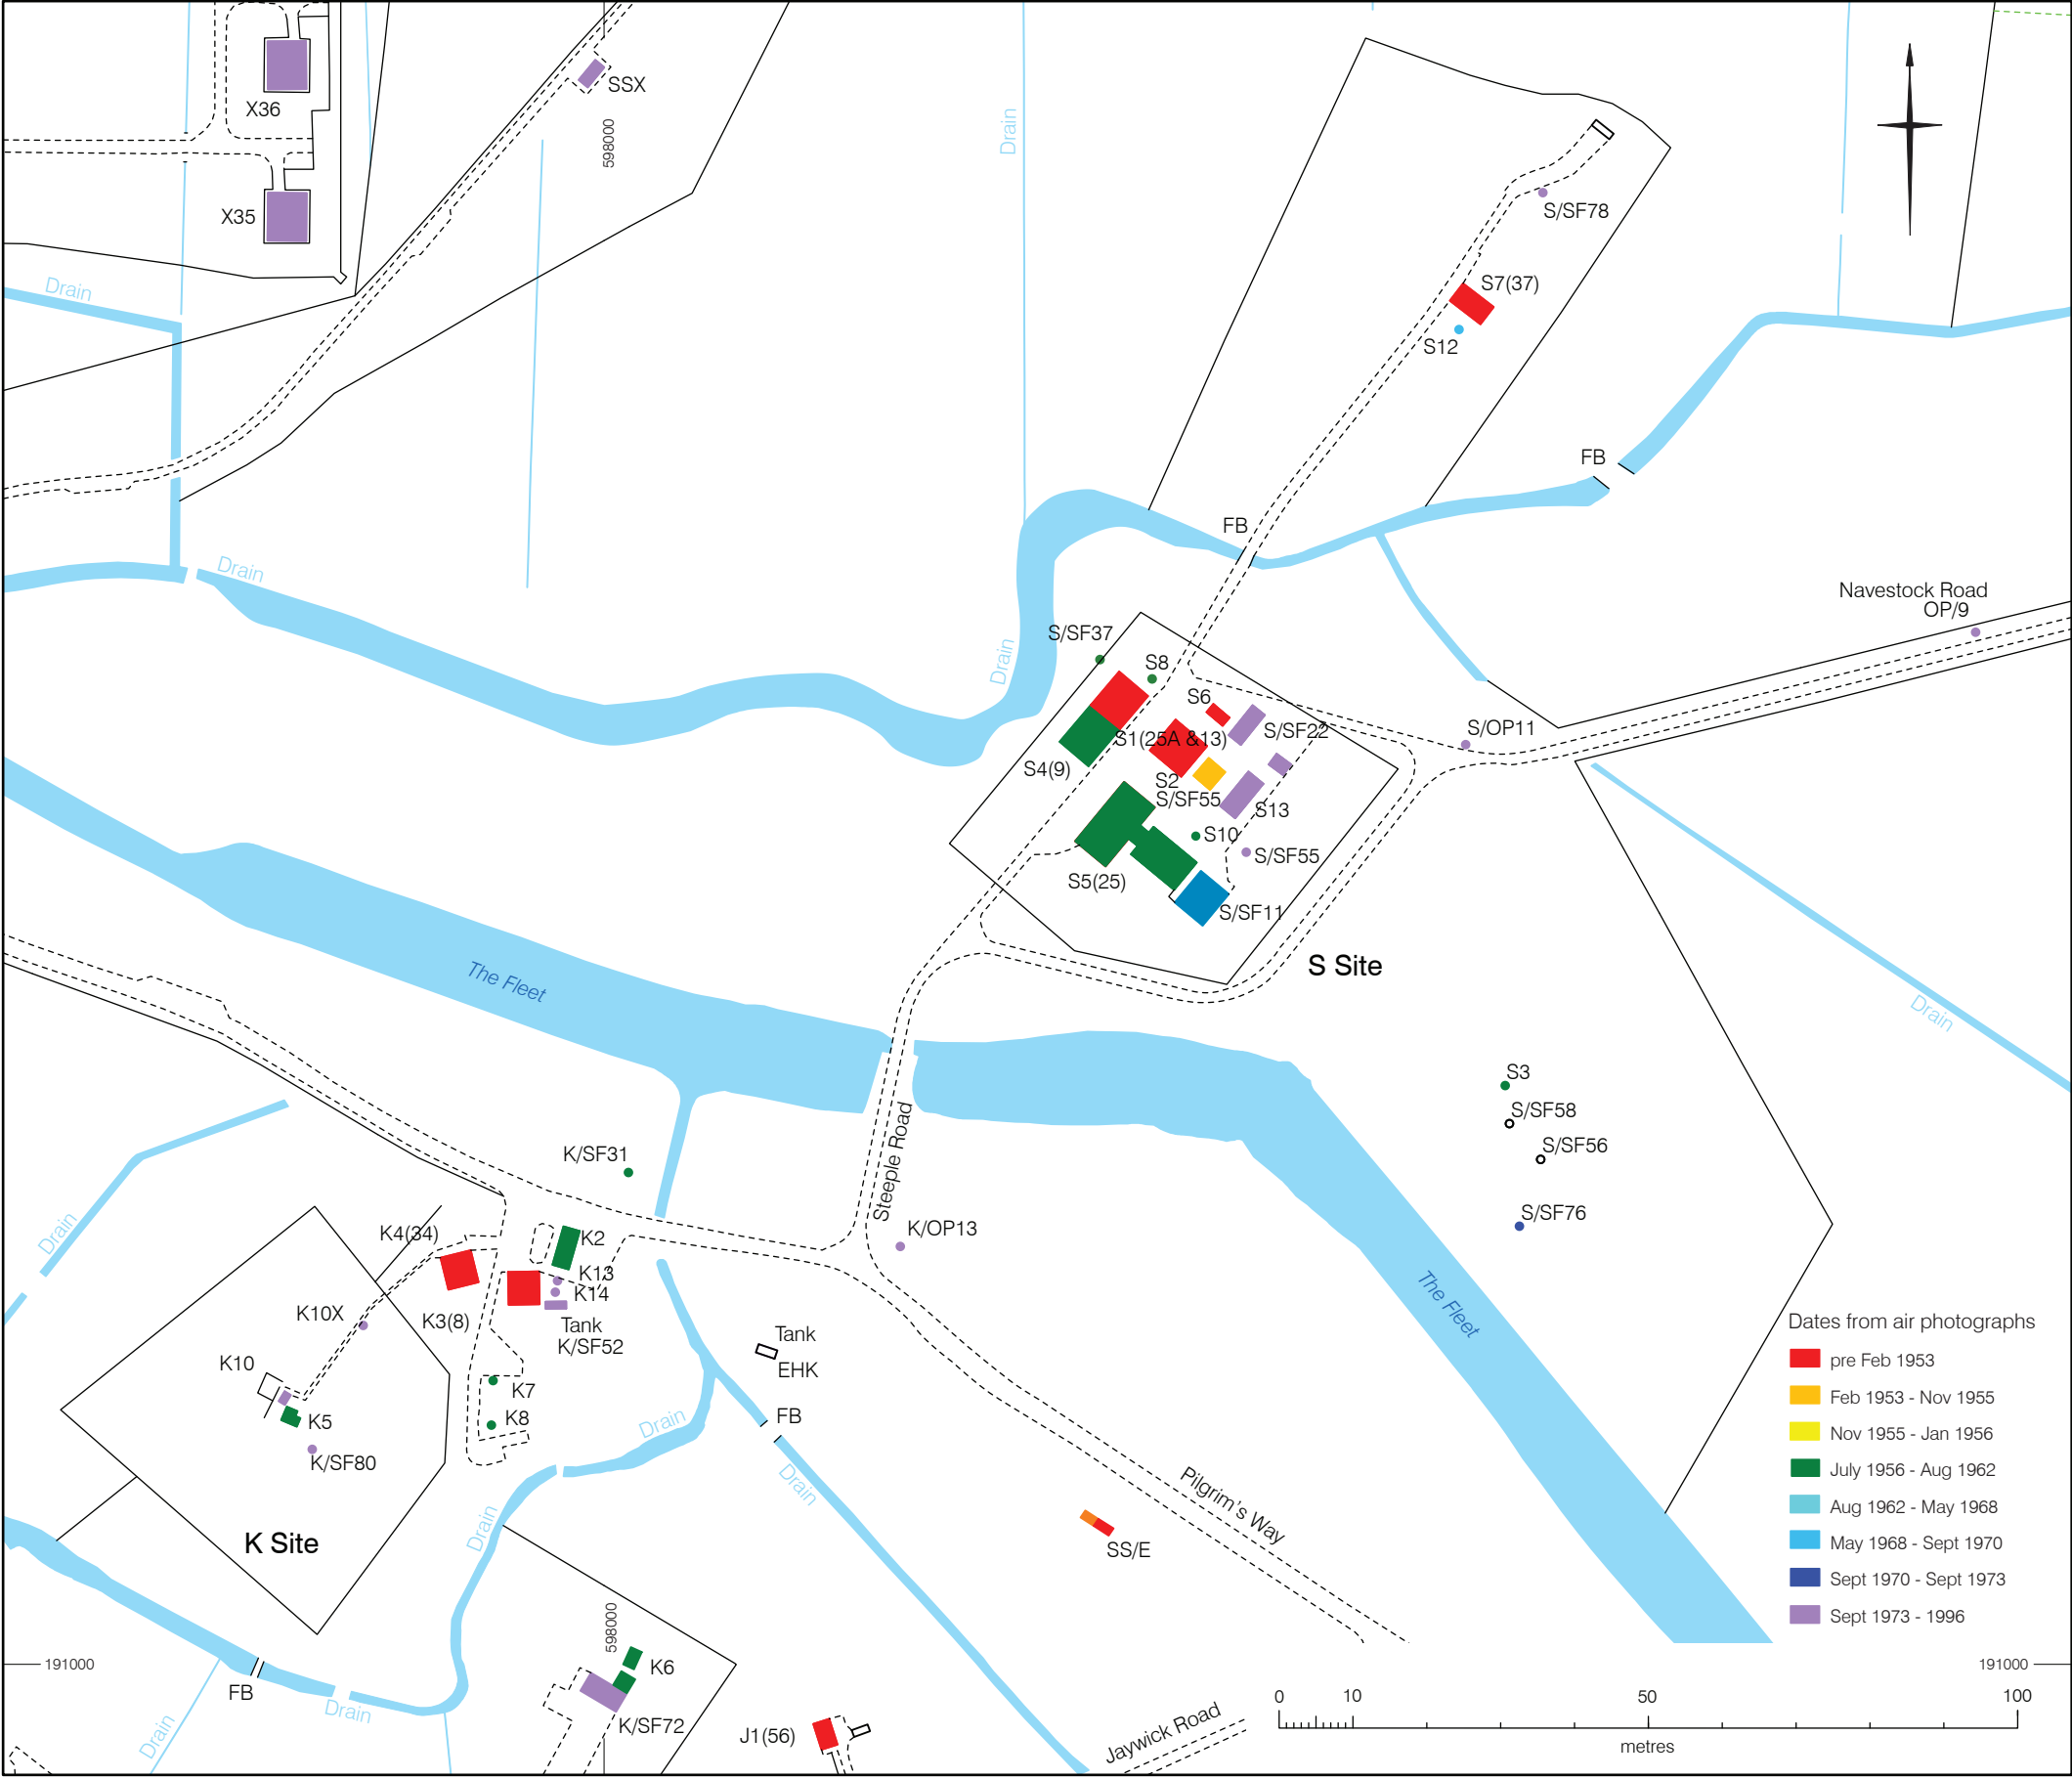 SSX
X36
598000
Drain
X35
S/SF78
S7(37)
Drain
S12
FB
FB
Drain
Navestock Road
OP/9
S/SF37
Drain
S8
S6
S/SF22
S/OP11
S1(25A &13)
S4(9)
S2
S/SF55
S13
S10
S/SF55
S5(25)
S/SF11
S Site
The Fleet
Drain
S3
S/SF58
S/SF56
S/SF76
K/SF31
Steeple Road
K/OP13
Drain
K4(34)
K2
K13
K14
K10X
K3(8)
Tank
K/SF52
Tank
EHK
The Fleet
K10
K7
K8
K5
FB
Drain
K/SF80
Drain
Pilgrim's Way
K Site
Drain
SS/E
Dates from air photographs
pre Feb 1953
Feb 1953 - Nov 1955
Nov 1955 - Jan 1956
July 1956 - Aug 1962
Aug 1962 - May 1968
May 1968 - Sept 1970
Sept 1970 - Sept 1973
Sept 1973 - 1996
598000
191000
K6
191000
FB
Drain
Drain
K/SF72
J1(56)
Jaywick Road
0 10 50 100
metres